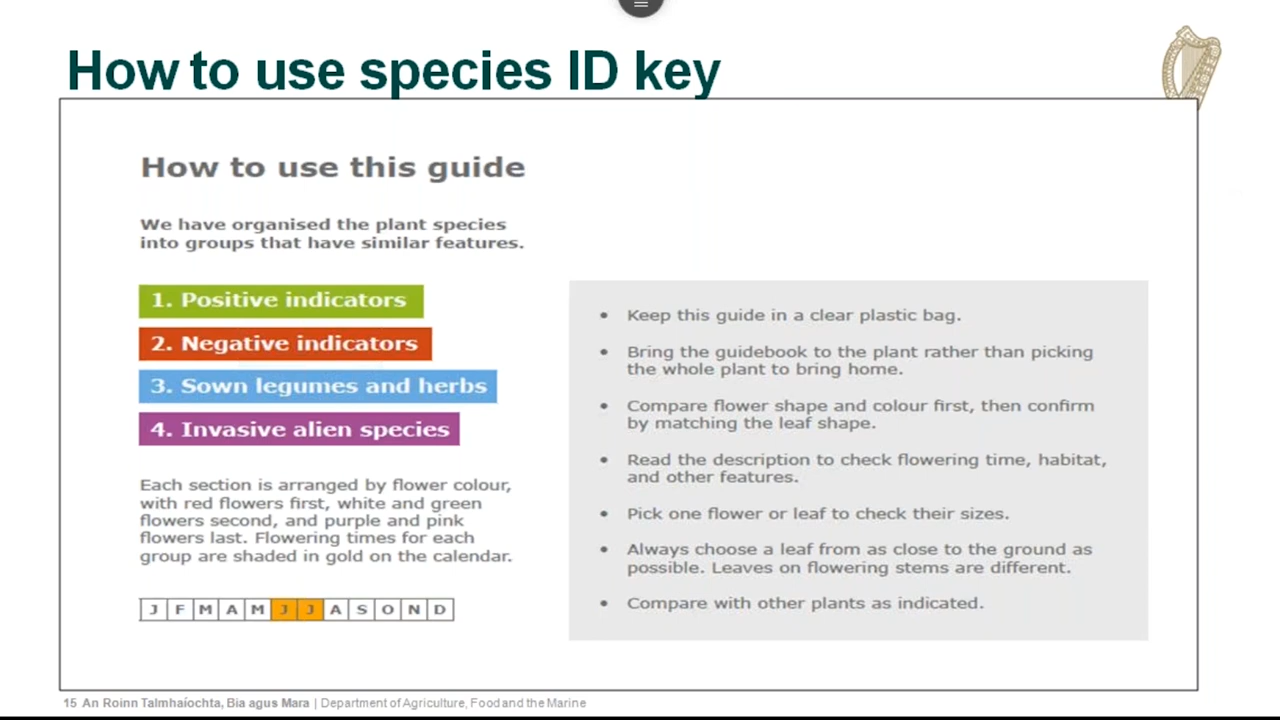 How to use species ID key
How to use this guide
We have organised the plant species
into groups that have similar features.
1. Positive indicators
2. Negative indicators
3. Sown legumes and herbs
4. Invasive alien species
Each section is arranged by flower colour,
with red flowers first, white and green
flowers second, and purple and pink
flowers last. Flowering times for each
group are shaded in gold on the calendar.
J F M A M J J A S O N D
• Keep this guide in a clear plastic bag.
• Bring the guidebook to the plant rather than picking
the whole plant to bring home.
• Compare flower shape and colour first, then confirm
by matching the leaf shape.
• Read the description to check flowering time, habitat,
and other features.
• Pick one flower or leaf to check their sizes.
• Always choose a leaf from as close to the ground as
possible. Leaves on flowering stems are different.
• Compare with other plants as indicated.
15 An Roinn Talmhaíochta, Bia agus Mara | Department of Agriculture, Food and the Marine